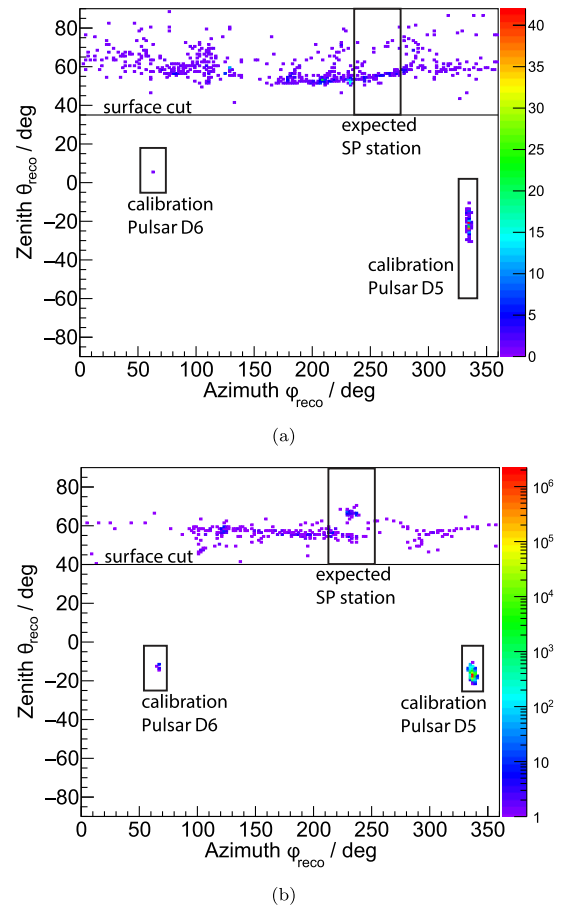 80
60
40
20
0
−20
−40
−60
−80
Zenith θreco / deg
surface cut
expected
SP station
calibration
Pulsar D6
calibration
Pulsar D5
0 50 100 150 200 250 300 350
Azimuth φreco / deg
40
35
30
25
20
15
10
5
0
(a)
80
60
40
20
0
−20
−40
−60
−80
Zenith θreco / deg
surface cut
expected
SP station
calibration
Pulsar D6
calibration
Pulsar D5
0 50 100 150 200 250 300 350
Azimuth φreco / deg
10⁶
10⁵
10⁴
10³
10²
10
1
(b)